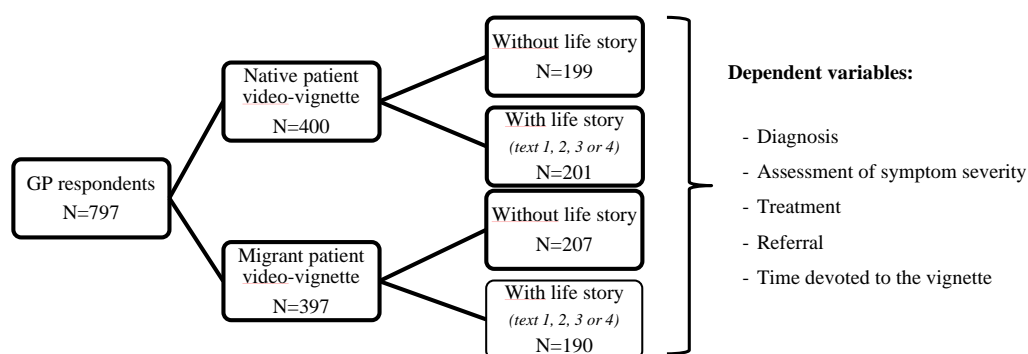 GP respondents
N=797
Native patient
video-vignette
N=400
Migrant patient
video-vignette
N=397
Without life story
N=199
With life story
(text 1, 2, 3 or 4)
N=201
Without life story
N=207
With life story
(text 1, 2, 3 or 4)
N=190
Dependent variables:
- Diagnosis
- Assessment of symptom severity
- Treatment
- Referral
- Time devoted to the vignette